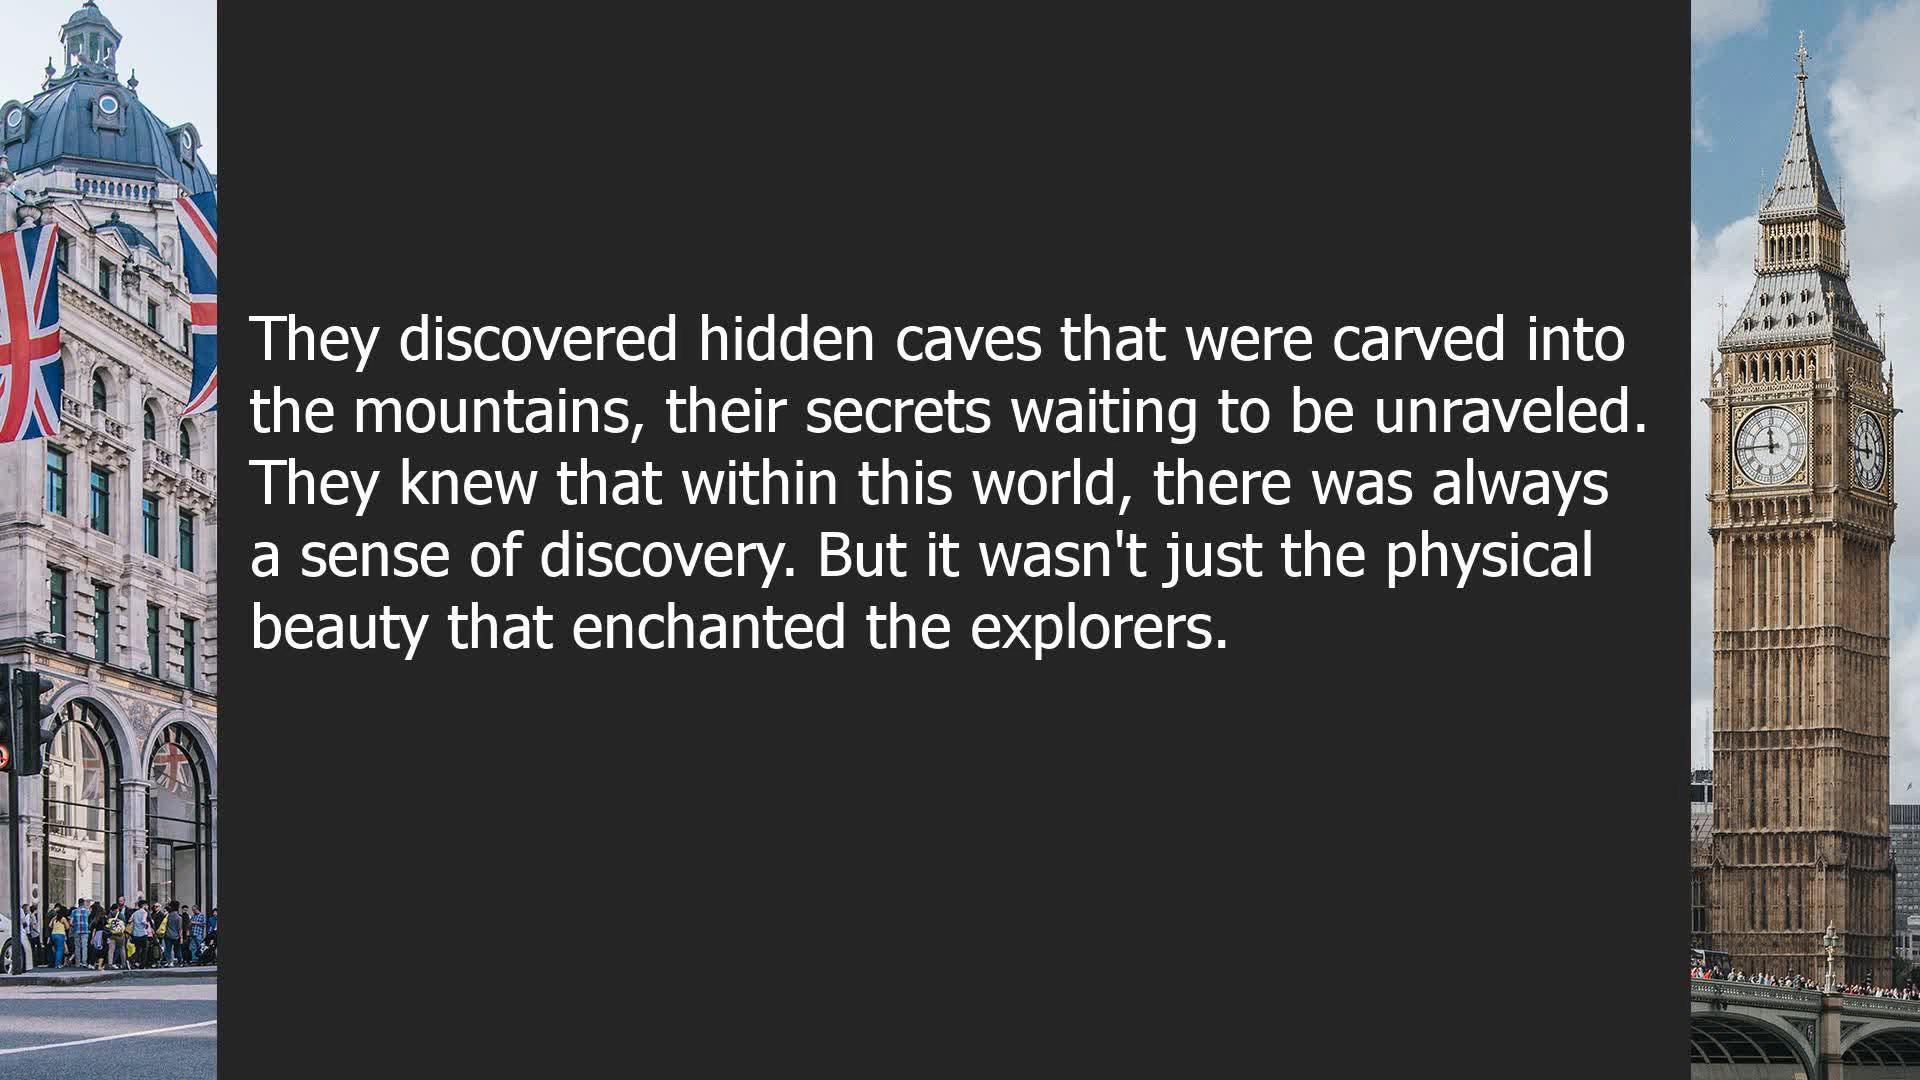 They discovered hidden caves that were carved into
the mountains, their secrets waiting to be unraveled.
They knew that within this world, there was always
a sense of discovery. But it wasn't just the physical
beauty that enchanted the explorers.